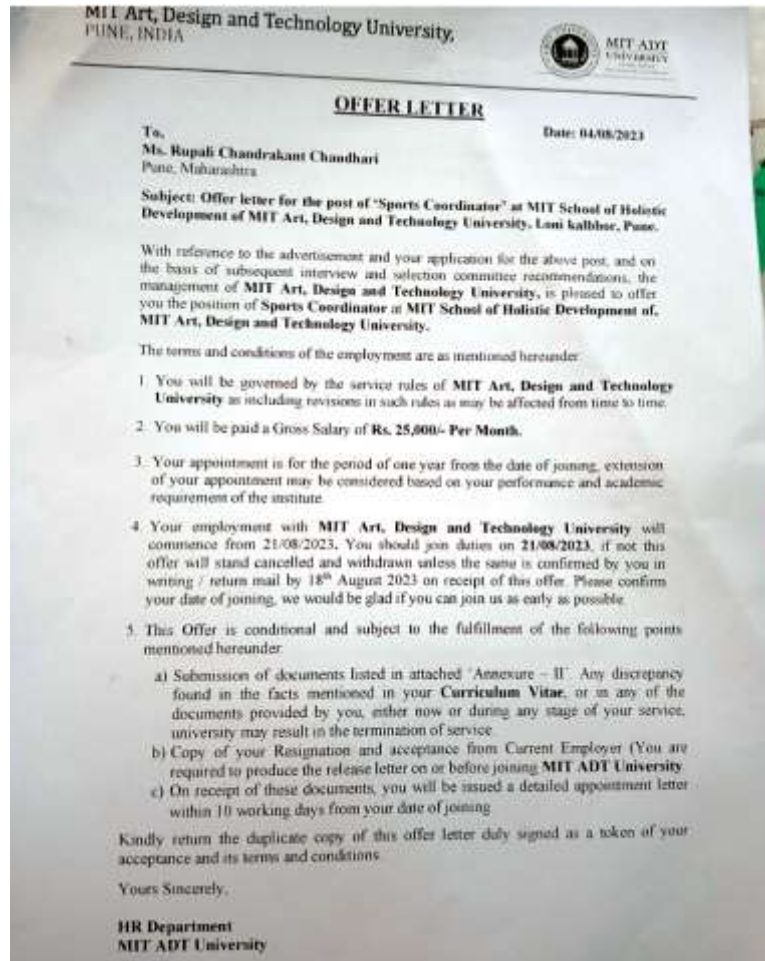 MIT Art, Design and Technology University,
PUNE, INDIA
MIT ADT
UNIVERSITY
OFFER LETTER
To,
Date: 04/08/2023
Ms. Rupali Chandrakant Chandhari
Pune, Maharashtra
Subject: Offer letter for the post of "Sports Coordinator" at MIT School of Holistic
Development of MIT Art, Design and Technology University, Loni kalbhor, Pune.
With reference to the advertisement and your application for the above post, and on
the basis of subsequent interview and selection committee recommendations, the
management of MIT Art, Design and Technology University, is pleased to offer
you the position of Sports Coordinator at MIT School of Holistic Development of,
MIT Art, Design and Technology University.
The terms and conditions of the employment are as mentioned hereunder
1 You will be governed by the service rules of MIT Art, Design and Technology
University as including revisions in such rules as may be affected from time to time.
2 You will be paid a Gross Salary of Rs. 25,000/- Per Month.
3. Your appointment is for the period of one year from the date of joining, extension
of your appointment may be considered based on your performance and academic
requirement of the institute
4 Your employment with MIT Art, Design and Technology University will
commence from 21/08/2023. You should join duties on 21/08/2023, if not this
offer will stand cancelled and withdrawn unless the same is confirmed by you in
writing / return mail by 18th August 2023 on receipt of this offer. Please confirm
your date of joining, we would be glad if you can join us as early as possible
5. This Offer is conditional and subject to the fulfillment of the following points
mentioned hereunder
a) Submission of documents listed in attached "Annexure – II" Any discrepancy
found in the facts mentioned in your Curriculum Vitae, or in any of the
documents provided by you, either now or during any stage of your service,
university may result in the termination of service
b) Copy of your Resignation and acceptance from Current Employer (You are
required to produce the release letter on or before joining MIT ADT University
c) On receipt of these documents, you will be issued a detailed appointment letter
within 10 working days from your date of joining
Kindly return the duplicate copy of this offer letter duly signed as a token of your
acceptance and its terms and conditions
Yours Sincerely,
HR Department
MIT ADT University